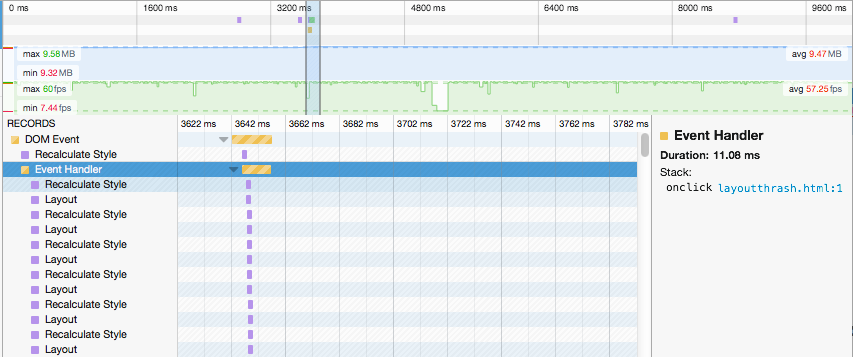 0 ms 1600 ms 3200 ms 4800 ms 6400 ms 8000 ms 9600 ms
max 9.58 MB avg 9.47 MB
min 9.32 MB
max 60 fps avg 57.25 fps
min 7.44 fps
RECORDS 3622 ms 3642 ms 3662 ms 3682 ms 3702 ms 3722 ms 3742 ms 3762 ms 3782 ms
DOM Event
Recalculate Style
Event Handler
Recalculate Style
Layout
Recalculate Style
Layout
Recalculate Style
Layout
Recalculate Style
Layout
Recalculate Style
Layout
Recalculate Style
Layout
Event Handler
Duration: 11.08 ms
Stack:
onclick layoutthrash.html:1